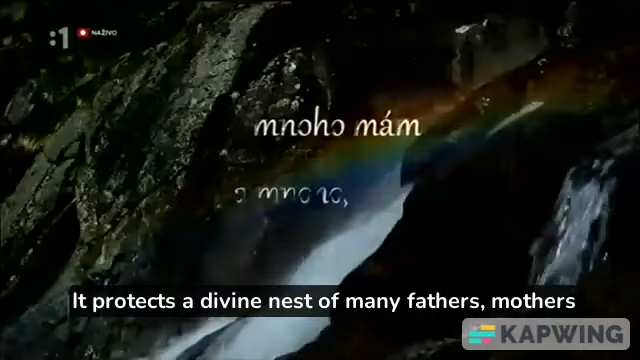 :1 NAŽIVO
mnoho mám
a mnoho,
It protects a divine nest of many fathers, mothers
KAPWING